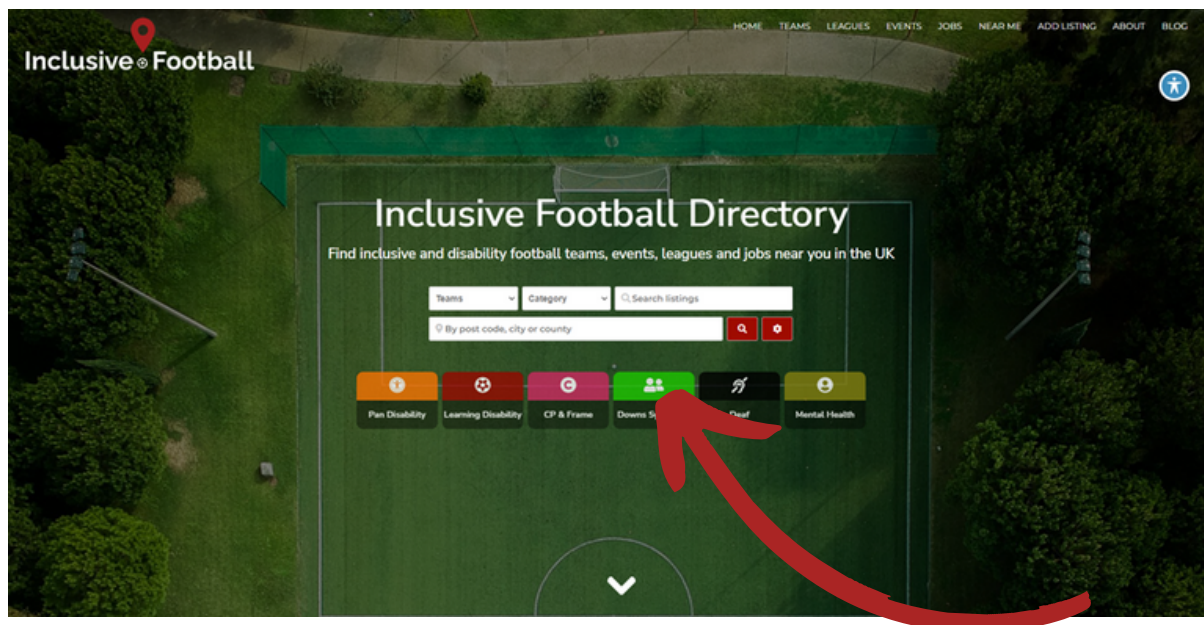 HOME TEAMS LEAGUES EVENTS JOBS NEAR ME ADD LISTING ABOUT BLOG
Inclusive Football
Inclusive Football Directory
Find inclusive and disability football teams, events, leagues and jobs near you in the UK
Teams Category Search listings
By post code, city or county
Pan Disability Learning Disability CP & Frame Downs Deaf Mental Health